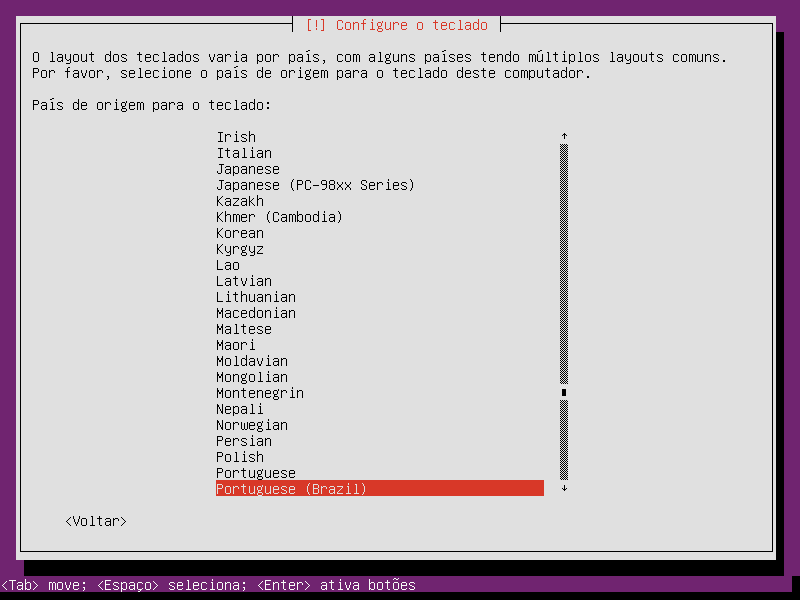 [!] Configure o teclado
O layout dos teclados varia por país, com alguns países tendo múltiplos layouts comuns.
Por favor, selecione o país de origem para o teclado deste computador.
País de origem para o teclado:
Irish
Italian
Japanese
Japanese (PC-98xx Series)
Kazakh
Khmer (Cambodia)
Korean
Kyrgyz
Lao
Latvian
Lithuanian
Macedonian
Maltese
Maori
Moldavian
Mongolian
Montenegrin
Nepali
Norwegian
Persian
Polish
Portuguese
Portuguese (Brazil)
<Voltar>
<Tab> move; <Espaço> seleciona; <Enter> ativa botões